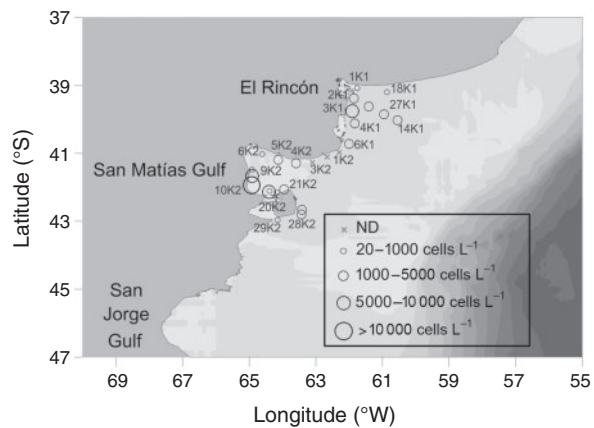 37
39
41
43
45
47
Latitude (°S)
El Rincón
1K1
2K1
18K1
3K1
27K1
4K1
14K1
6K1
San Matías Gulf
6K2
5K2
4K2
1K2
9K2
3K2
10K2
21K2
20K2
29K2
28K2
San
Jorge
Gulf
ND
20–1000 cells L⁻¹
1000–5000 cells L⁻¹
5000–10 000 cells L⁻¹
>10 000 cells L⁻¹
69 67 65 63 61 59 57 55
Longitude (°W)